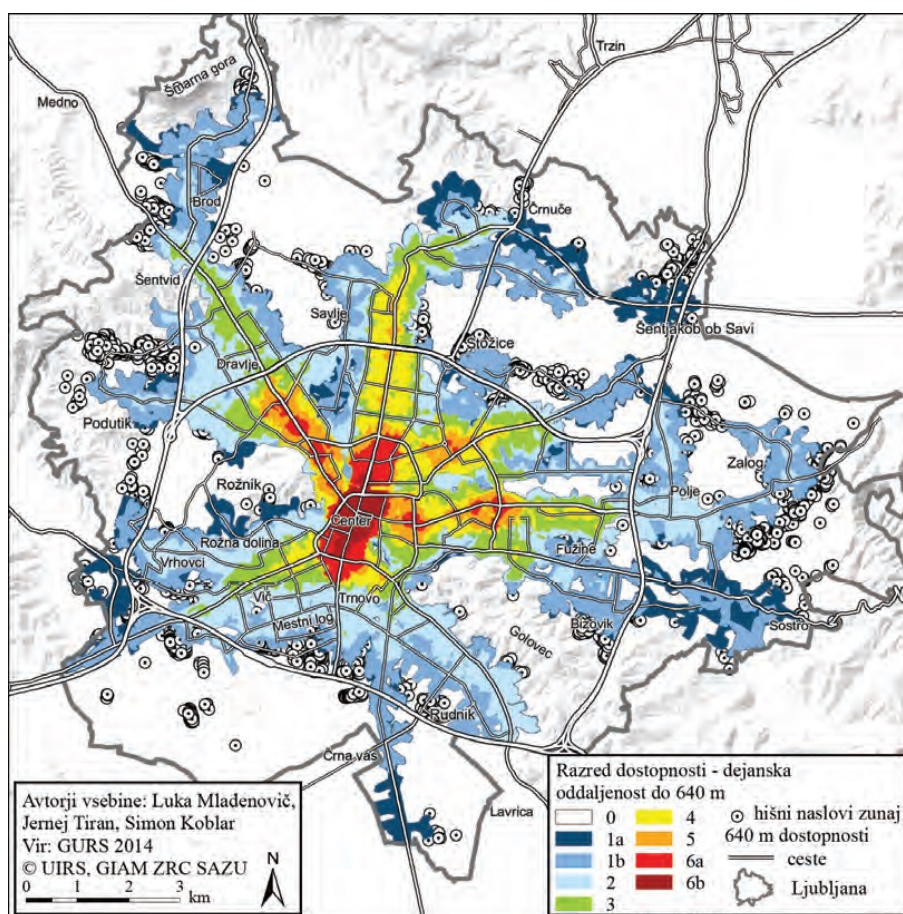 Trzin
Šmarna gora
Medno
Brod
Črnuče
Šentvid
Savlje
Šentjakob ob Savi
Stožice
Dravlje
Podutik
Zalog
Rožnik
Polje
Center
Rožna dolina
Fužine
Vrhovci
Vič
Trnovo
Mestni log
Bizovik
Sostro
Golovec
Rudnik
Črna vas
Lavrica
Avtorji vsebine: Luka Mladenovič,
Jernej Tiran, Simon Koblar
Vir: GURS 2014
© UIRS, GIAM ZRC SAZU
N
0 1 2 3
km
Razred dostopnosti - dejanska
oddaljenost do 640 m
0
1a
1b
2
3
4
5
6a
6b
hišni naslovi zunaj
640 m dostopnosti
ceste
Ljubljana